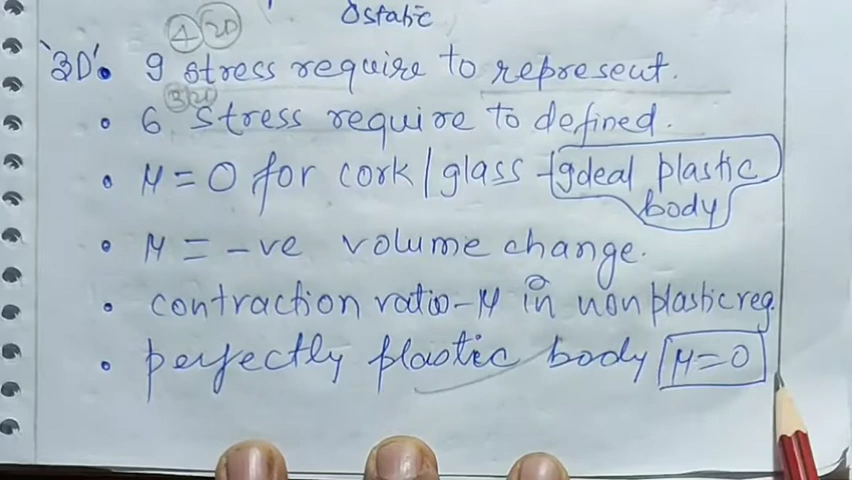 σstatic
④ 2D
'3D' • 9 stress require to represent.
③ 2D
• 6 stress require to defined.
• μ = 0 for cork / glass - Ideal plastic
body
• μ = -ve volume change.
• contraction ratio - μ in non plastic reg.
• perfectly plastic body μ=0